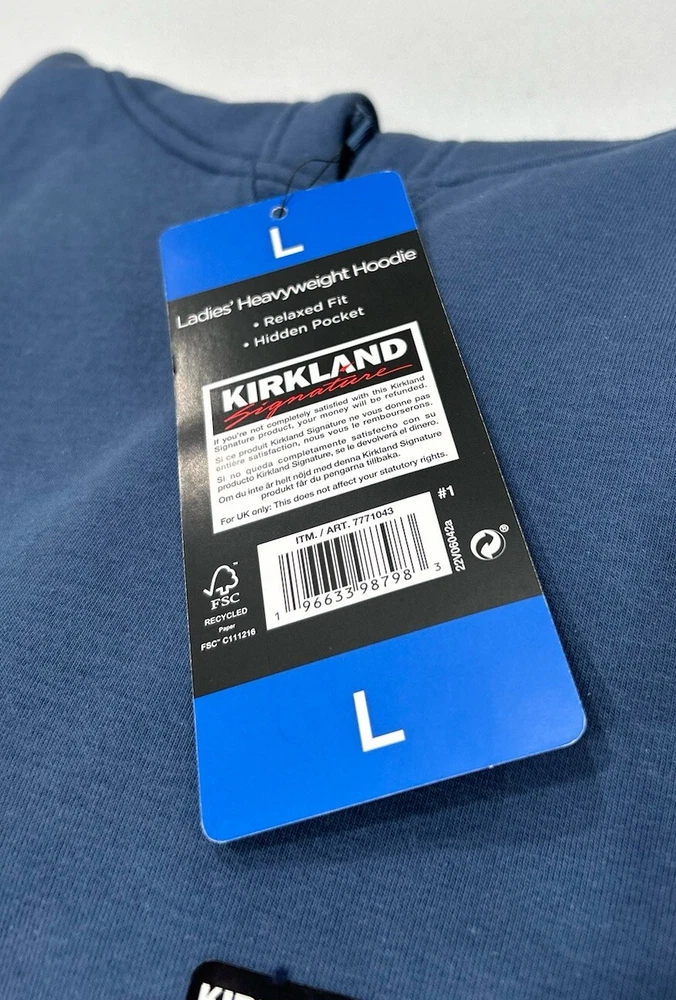 L
Ladies' Heavyweight Hoodie
• Relaxed Fit
• Hidden Pocket
KIRKLAND
Signature
If you're not completely satisfied with this Kirkland
Signature product, your money will be refunded.
Si ce produit Kirkland Signature ne vous donne pas
entière satisfaction, nous vous le rembourserons.
Si no queda completamente satisfecho con su
producto Kirkland Signature, se le devolverá el dinero.
Om du inte är helt nöjd med denna Kirkland Signature
produkt får du pengarna tillbaka.
For UK only: This does not affect your statutory rights.
#1
ITM. / ART. 7771043
1 96633 98798 3
22V06042a
®
FSC™
RECYCLED
Paper
FSC™ C111216
L